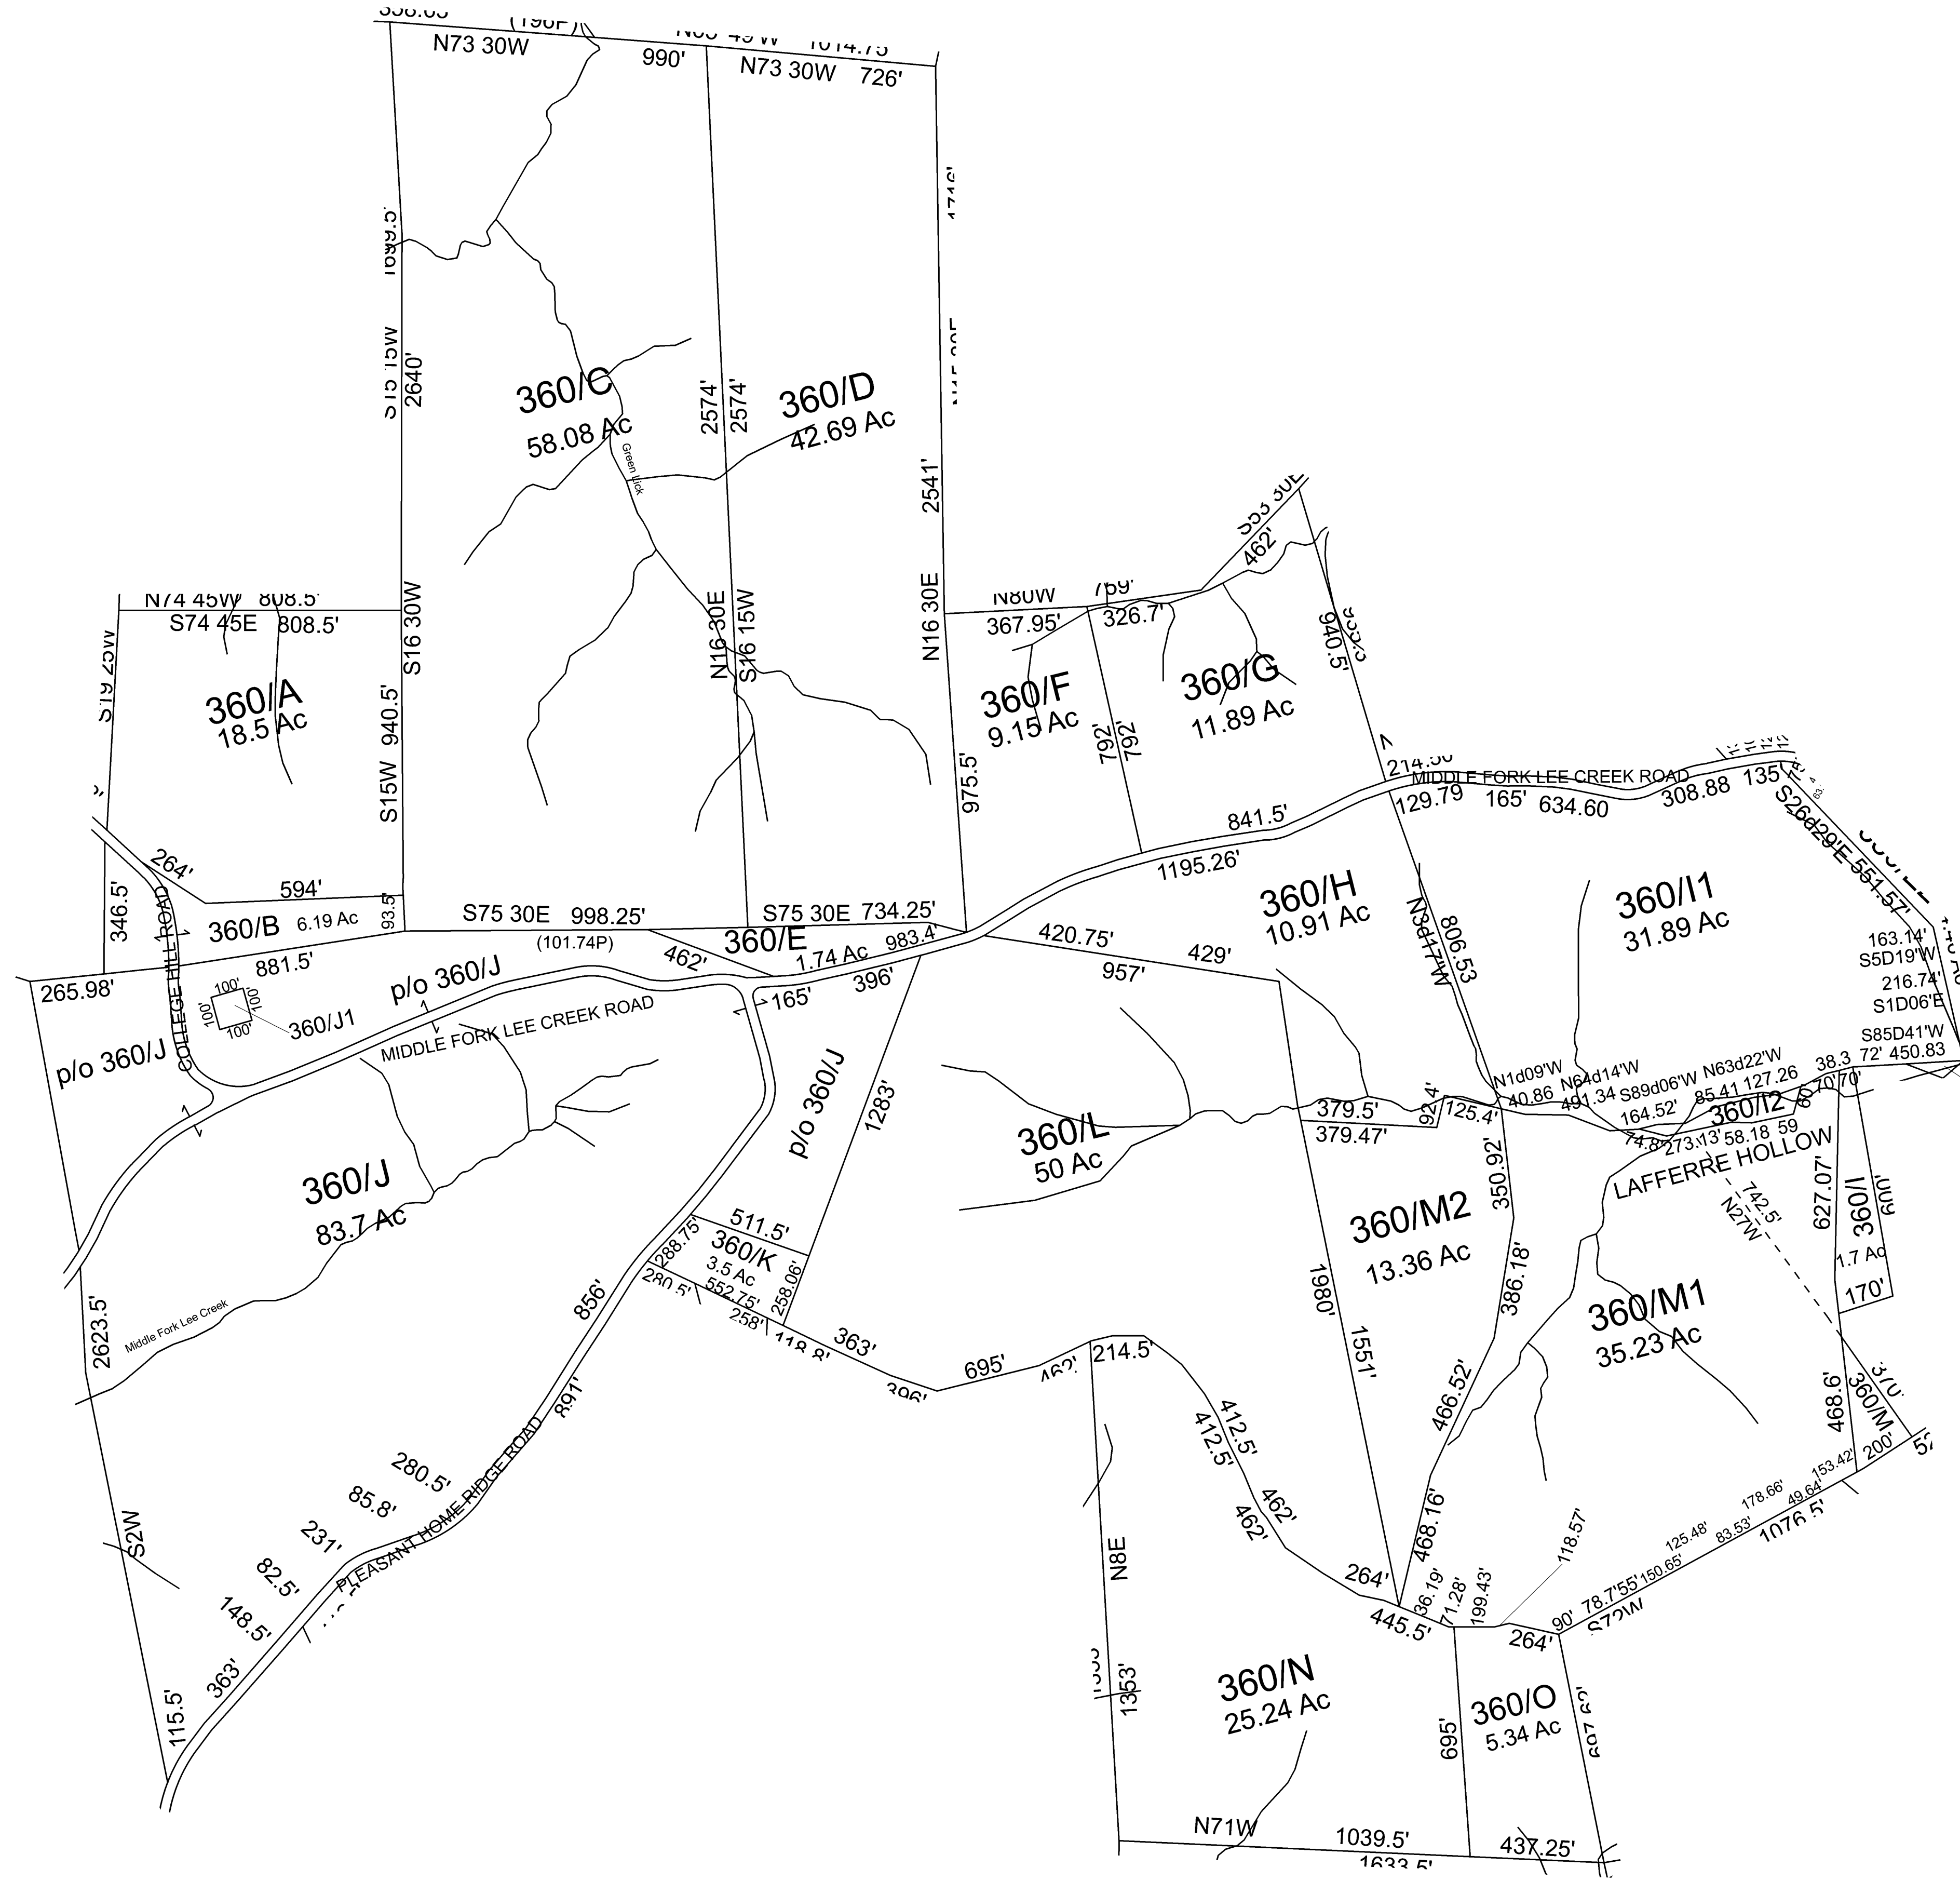 N73 30W
990'
N73 30W 726'
2640'
S16 30W
360/C
58.08 Ac
Green Lick
2574'
2574'
360/D
42.69 Ac
2541'
N16 30E
N16 30E
S16 15W
N74 45W 808.5'
S74 45E 808.5'
360/A
18.5 Ac
S15W 940.5'
264'
594'
93.5'
346.5'
360/B 6.19 Ac
881.5'
265.98'
COLLEGE HILL ROAD
S75 30E 998.25'
(101.74P)
S75 30E 734.25'
360/E
1.74 Ac
983.4'
462'
396'
165'
975.5'
N80W
367.95'
326.7'
S53 30E
462'
360/F
9.15 Ac
792'
792'
360/G
11.89 Ac
940.5'
841.5'
1195.26'
MIDDLE FORK LEE CREEK ROAD
129.79
165'
634.60
308.88
135'
S26d29'E 551.57'
360/H
10.91 Ac
N3d17'W
806.53
360/I1
31.89 Ac
163.14'
S5D19'W
216.74'
S1D06'E
S85D41'W
72' 450.83
38.3
420.75'
429'
957'
p/o 360/J
100'
100'
100'
100'
360/J1
p/o 360/J
MIDDLE FORK LEE CREEK ROAD
p/o 360/J
1283'
360/J
83.7 Ac
Middle Fork Lee Creek
2623.5'
S2W
115.5'
360/L
50 Ac
379.5'
379.47'
92.4'
125.4'
N1d09'W
40.86
N64d14'W
491.34
S89d06'W
164.52'
N63d22'W
85.41
127.26
360/I2
60'
70'
70'
273.13'
58.18
59
LAFFERRE HOLLOW
742.5'
N27W
627.07'
360/I
600'
1.7 Ac
170'
350.92'
360/M2
13.36 Ac
386.18'
466.52'
468.16'
1980'
1551'
360/M1
35.23 Ac
468.6'
360/M
200'
153.42'
49.64'
178.66'
83.53'
125.48'
150.65'
1076.5'
55'
78.7'
90'
S72W
118.57'
199.43'
71.28'
36.19'
511.5'
360/K
3.5 Ac
288.75'
552.75'
258.06'
280.5'
258'
363'
695'
214.5'
412.5'
412.5'
462'
462'
264'
445.5'
264'
856'
891'
280.5'
85.8'
231'
82.5'
148.5'
363'
PLEASANT HOME RIDGE ROAD
N8E
1353'
360/N
25.24 Ac
695'
360/O
5.34 Ac
N71W
1039.5'
1633.5'
437.25'